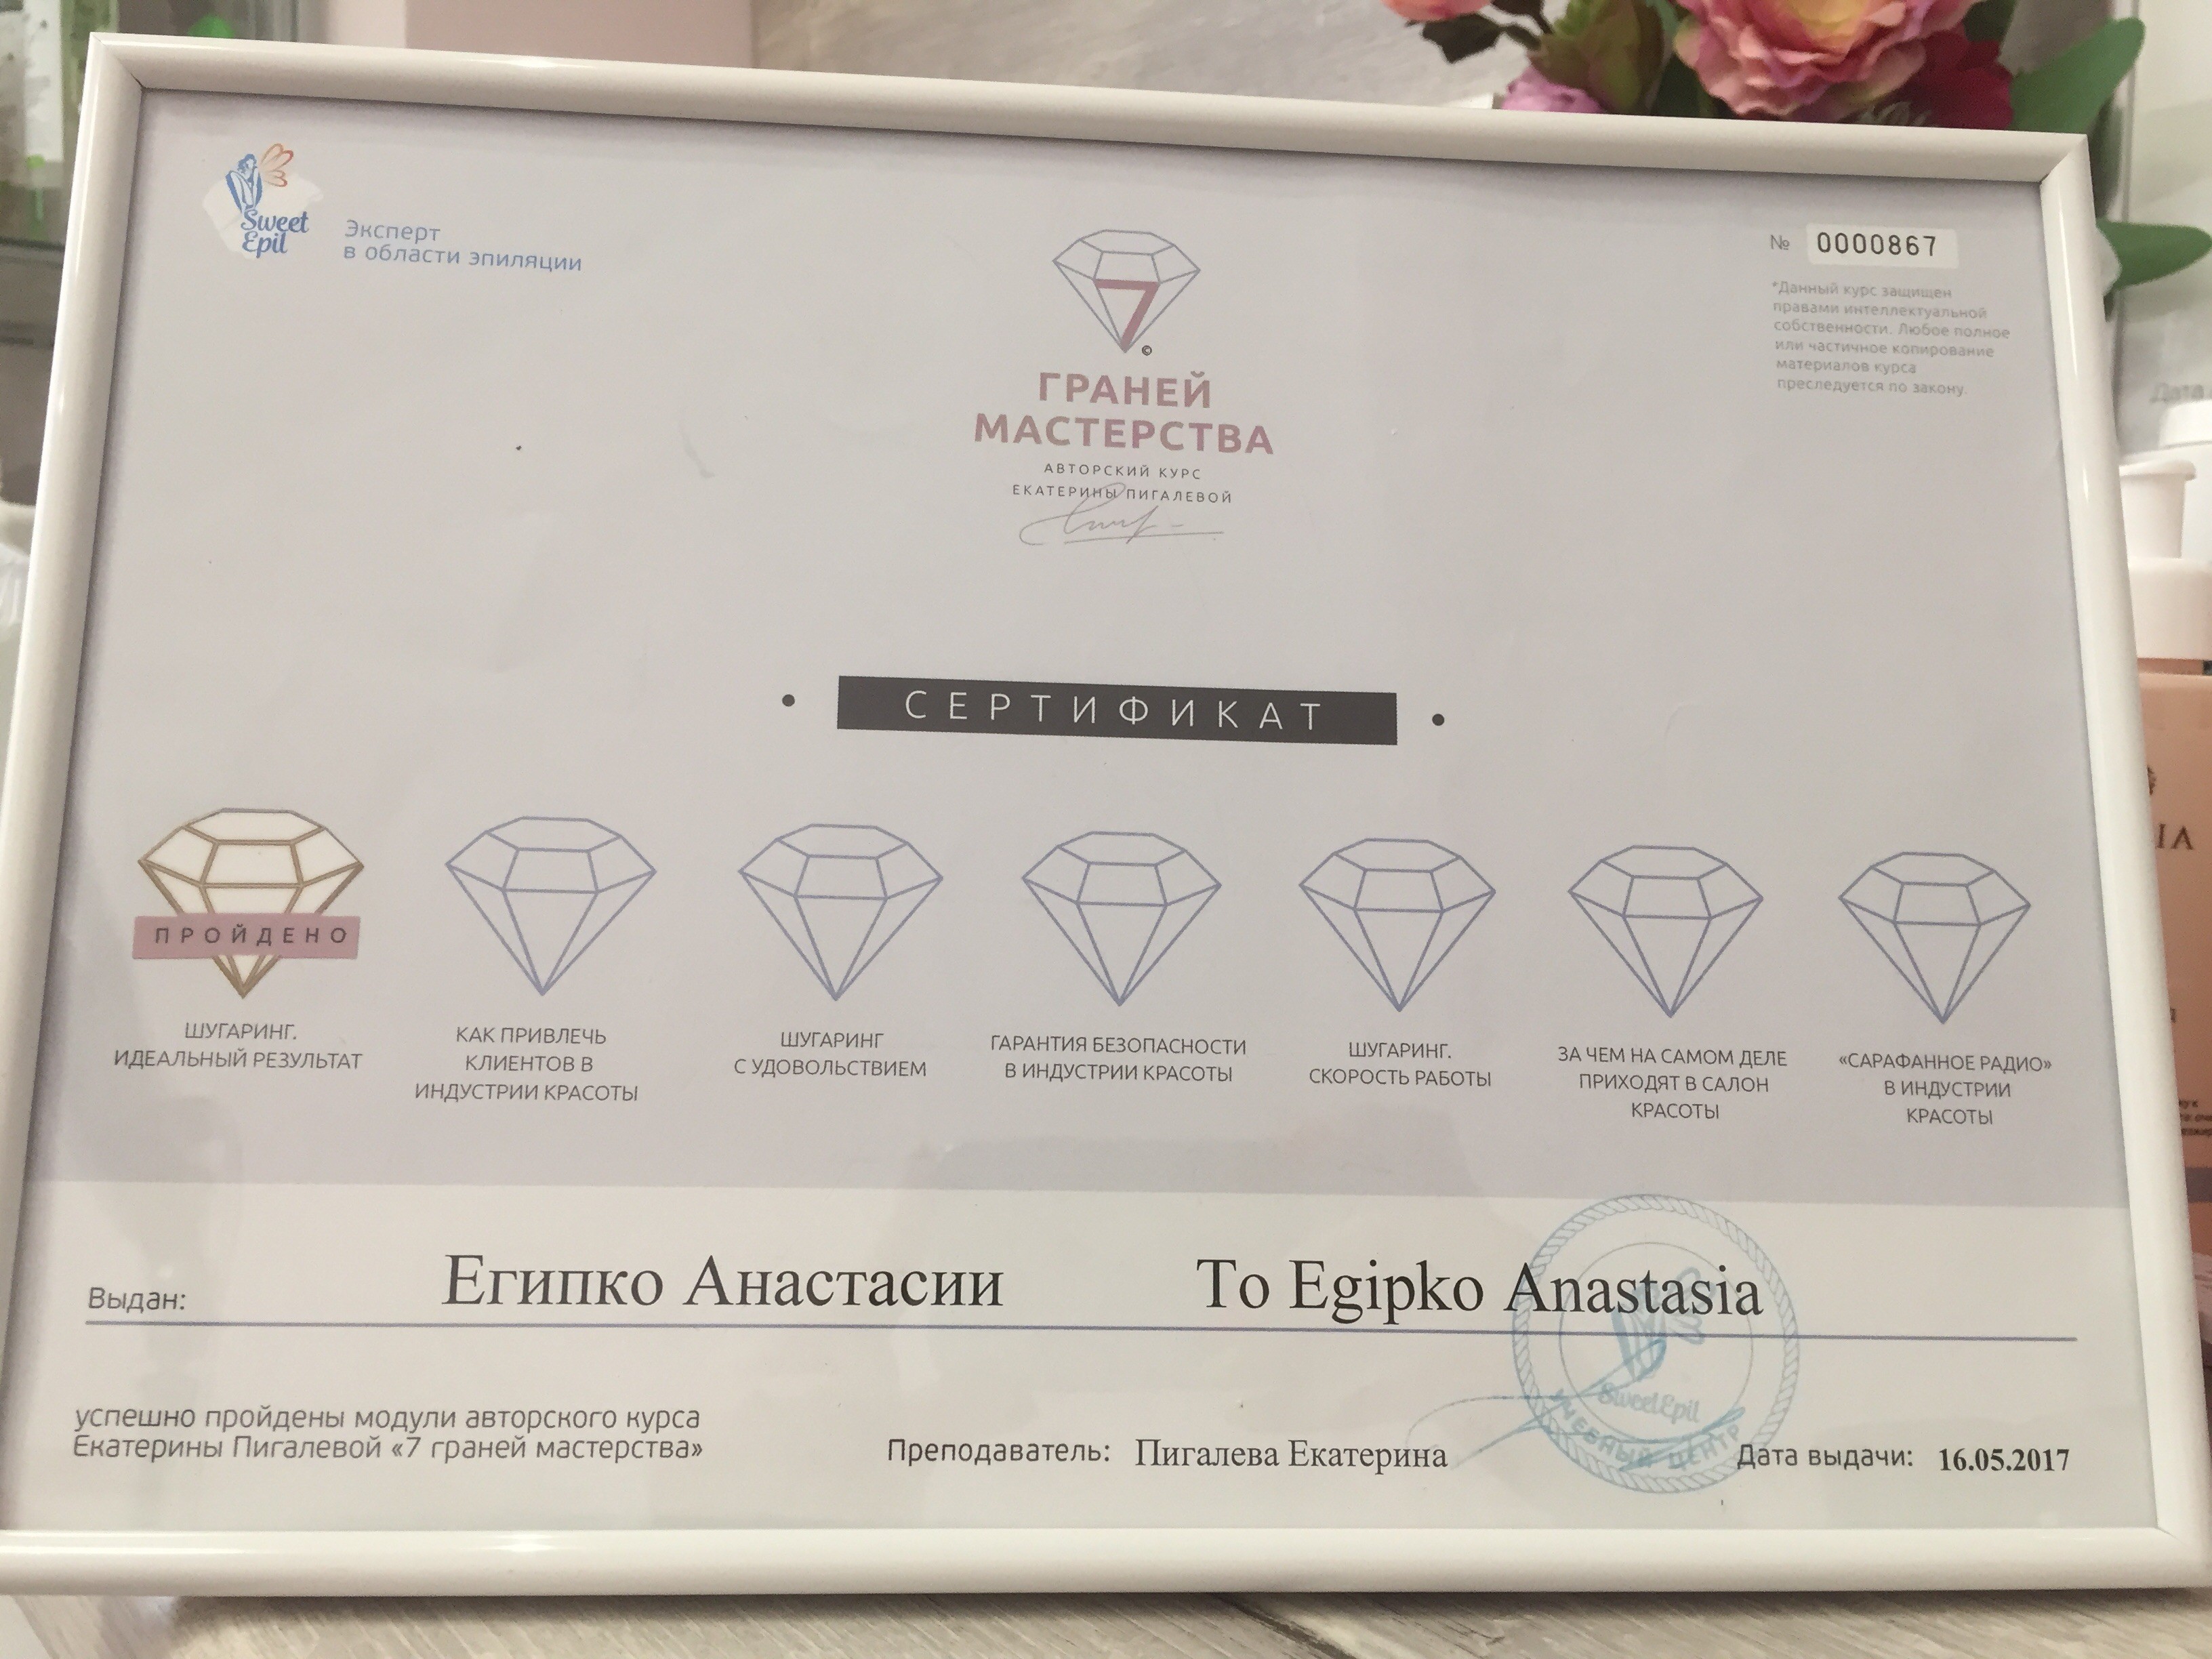 Sweet
Epil
Эксперт
в области эпиляции
№ 0000867
*Данный курс защищен
правами интеллектуальной
собственности. Любое полное
или частичное копирование
материалов курса
преследуется по закону.
7
©
ГРАНЕЙ
МАСТЕРСТВА
АВТОРСКИЙ КУРС
ЕКАТЕРИНЫ ПИГАЛЕВОЙ
• СЕРТИФИКАТ •
ПРОЙДЕНО
ШУГАРИНГ.
ИДЕАЛЬНЫЙ РЕЗУЛЬТАТ
КАК ПРИВЛЕЧЬ
КЛИЕНТОВ В
ИНДУСТРИИ КРАСОТЫ
ШУГАРИНГ
С УДОВОЛЬСТВИЕМ
ГАРАНТИЯ БЕЗОПАСНОСТИ
В ИНДУСТРИИ КРАСОТЫ
ШУГАРИНГ.
СКОРОСТЬ РАБОТЫ
ЗА ЧЕМ НА САМОМ ДЕЛЕ
ПРИХОДЯТ В САЛОН
КРАСОТЫ
«САРАФАННОЕ РАДИО»
В ИНДУСТРИИ
КРАСОТЫ
Выдан: Египко Анастасии To Egipko Anastasia
успешно пройдены модули авторского курса
Екатерины Пигалевой «7 граней мастерства»
Преподаватель: Пигалева Екатерина
SweetEpil
УЧЕБНЫЙ ЦЕНТР
Дата выдачи: 16.05.2017
Дата